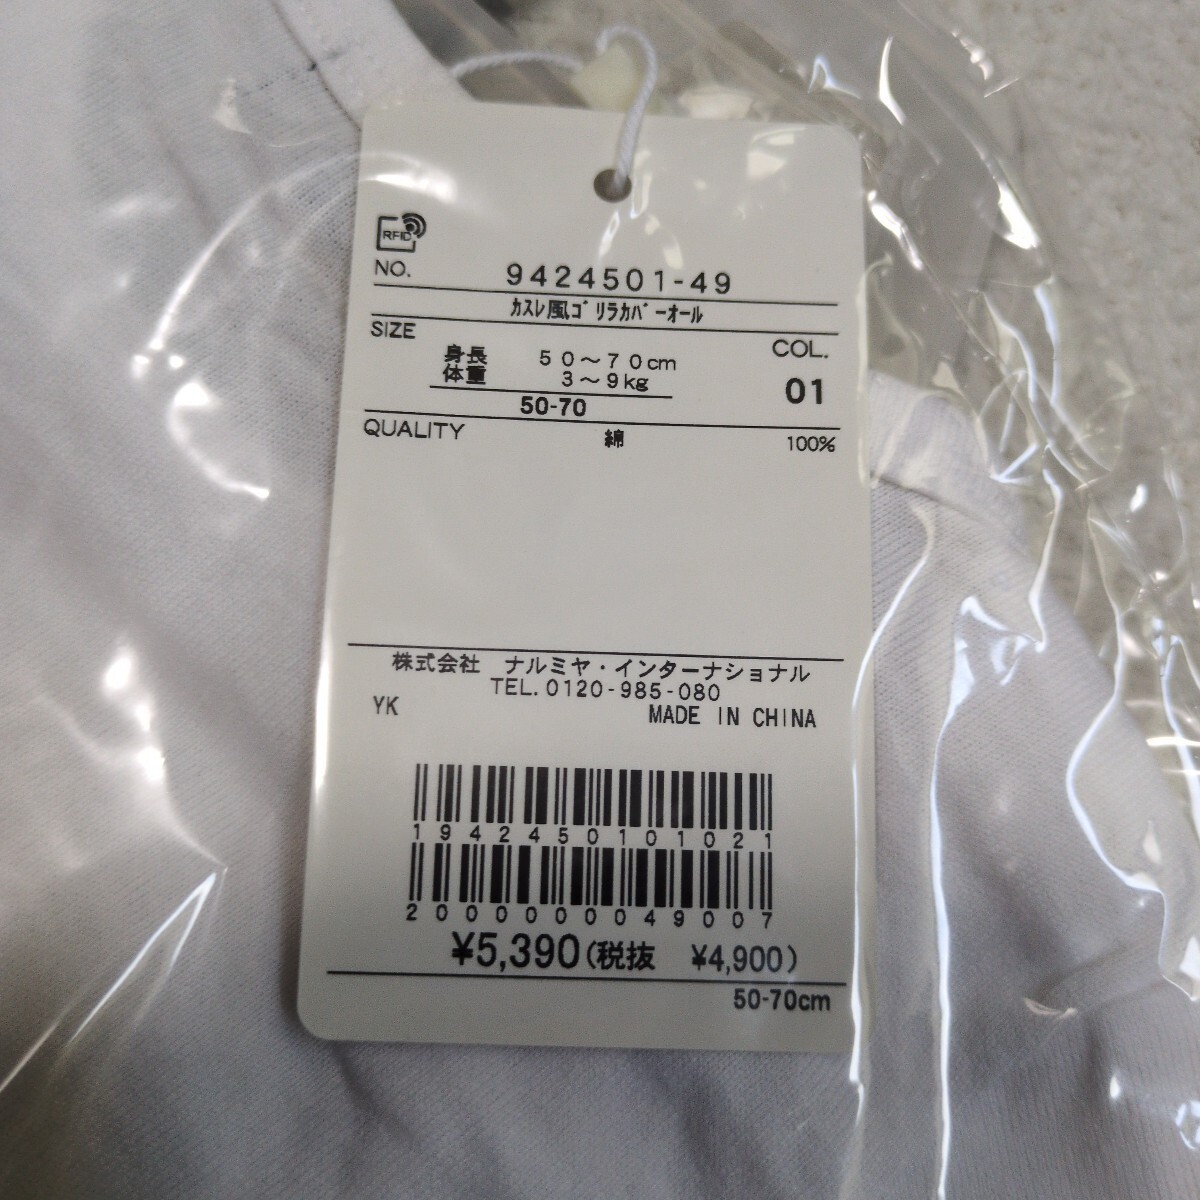 RFID
NO. 9424501-49
カスレ風ゴリラカバーオール
SIZE COL.
身長 50～70cm
体重 3～9kg 01
50-70
QUALITY 綿 100%
株式会社 ナルミヤ・インターナショナル
TEL.0120-985-080
YK MADE IN CHINA
1942450101021
2000000049007
¥5,390(税抜 ¥4,900)
50-70cm